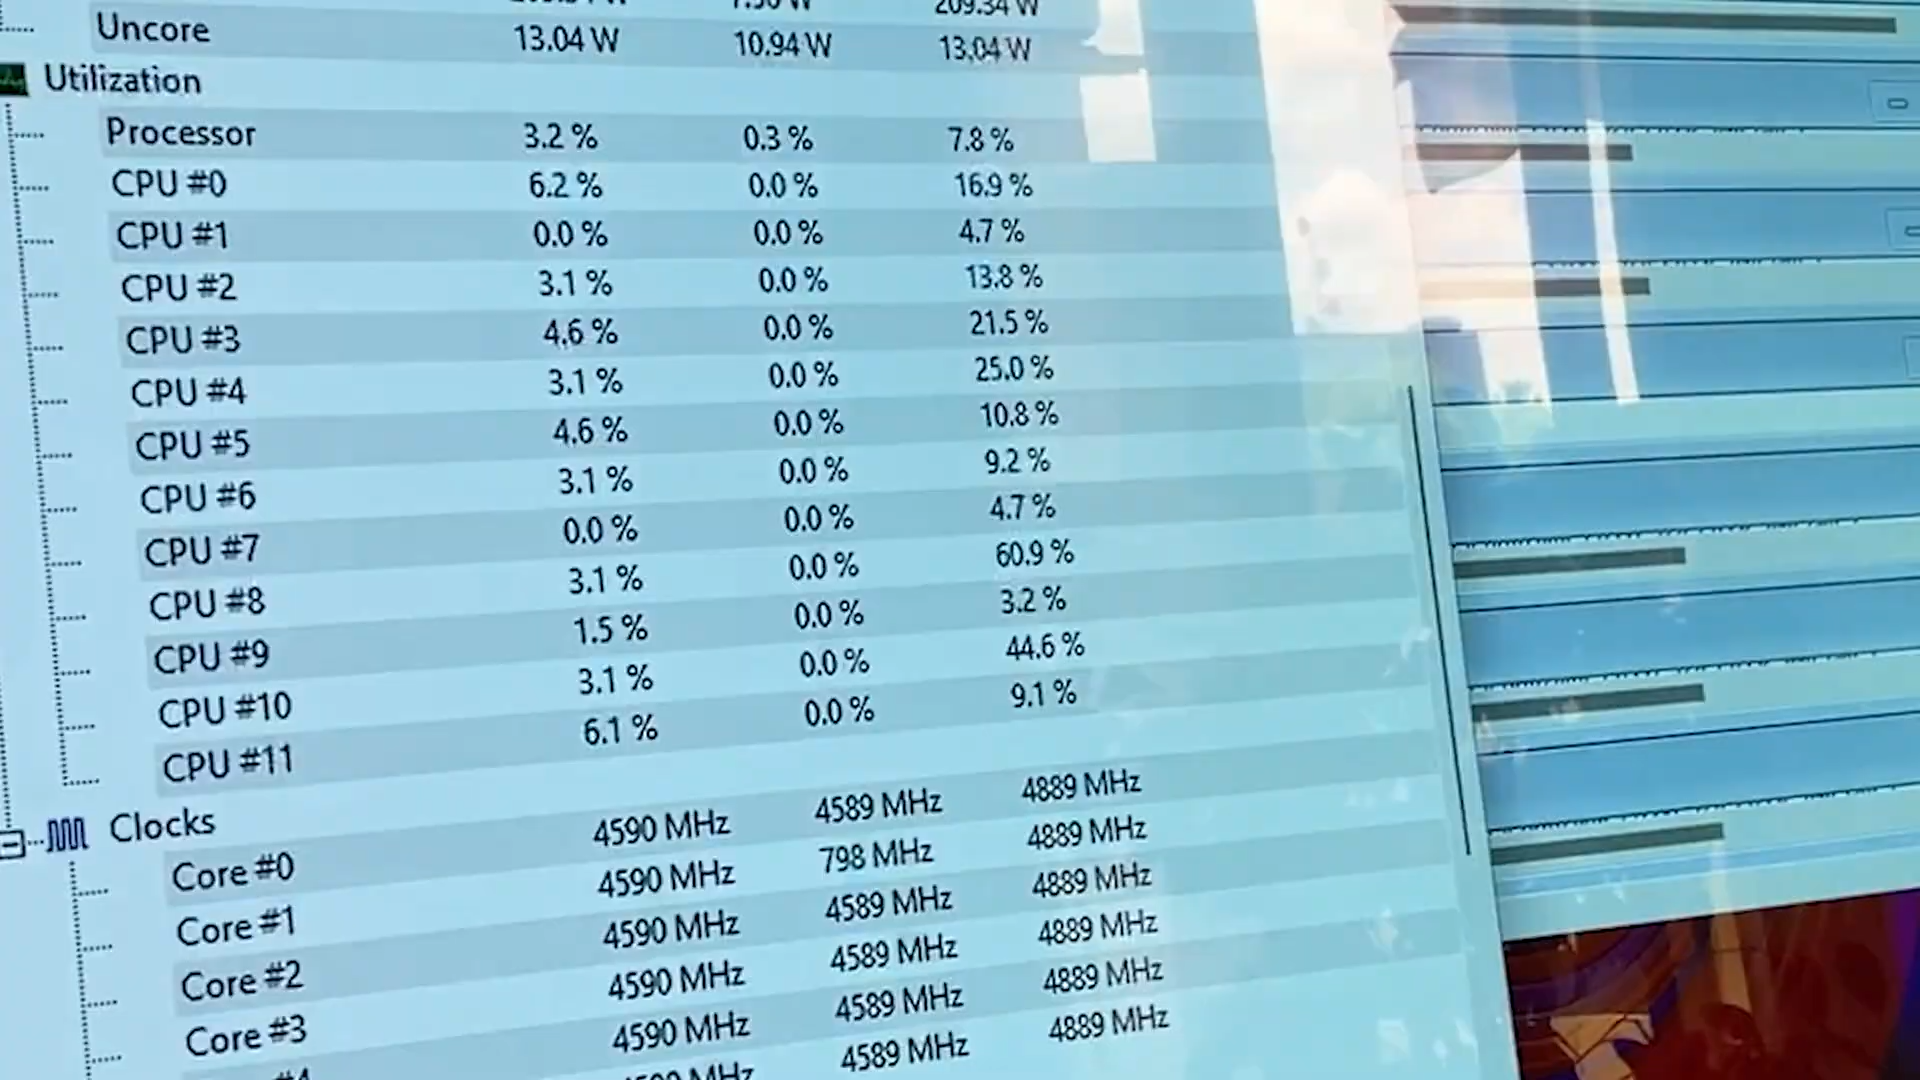 209.34 W
Uncore 13.04 W 10.94 W 13.04 W
Utilization
Processor 3.2 % 0.3 % 7.8 %
CPU #0 6.2 % 0.0 % 16.9 %
CPU #1 0.0 % 0.0 % 4.7 %
CPU #2 3.1 % 0.0 % 13.8 %
CPU #3 4.6 % 0.0 % 21.5 %
CPU #4 3.1 % 0.0 % 25.0 %
CPU #5 4.6 % 0.0 % 10.8 %
CPU #6 3.1 % 0.0 % 9.2 %
CPU #7 0.0 % 0.0 % 4.7 %
CPU #8 3.1 % 0.0 % 60.9 %
CPU #9 1.5 % 0.0 % 3.2 %
CPU #10 3.1 % 0.0 % 44.6 %
CPU #11 6.1 % 0.0 % 9.1 %
Clocks
Core #0 4590 MHz 4589 MHz 4889 MHz
Core #1 4590 MHz 798 MHz 4889 MHz
Core #2 4590 MHz 4589 MHz 4889 MHz
Core #3 4590 MHz 4589 MHz 4889 MHz
#4 4590 MHz 4589 MHz 4889 MHz
MHz 4589 MHz 4889 MHz